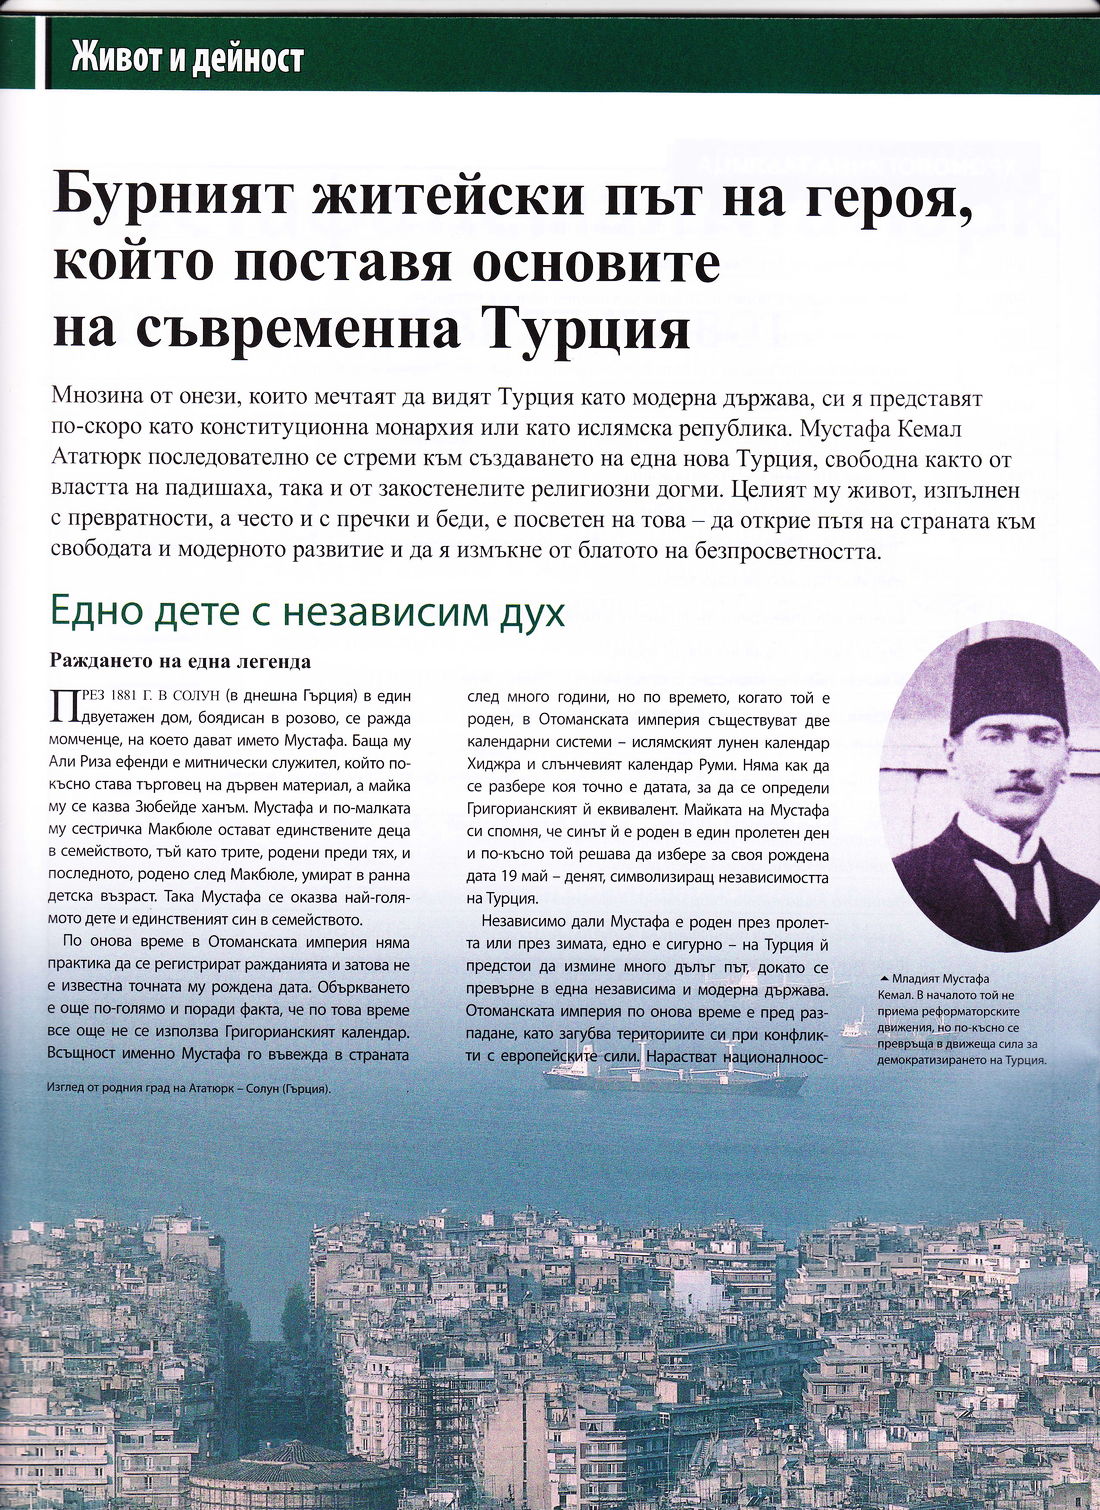 Живот и дейност
Бурният житейски път на героя,
който поставя основите
на съвременна Турция
Мнозина от онези, които мечтаят да видят Турция като модерна държава, си я представят
по-скоро като конституционна монархия или като ислямска република. Мустафа Кемал
Ататюрк последователно се стреми към създаването на една нова Турция, свободна както от
властта на падишаха, така и от закостенелите религиозни догми. Целият му живот, изпълнен
с превратности, а често и с пречки и беди, е посветен на това – да открие пътя на страната към
свободата и модерното развитие и да я измъкне от блатото на безпросветността.
Едно дете с независим дух
Раждането на една легенда
През 1881 г. в Солун (в днешна Гърция) в един
двуетажен дом, боядисан в розово, се ражда
момченце, на което дават името Мустафа. Баща му
Али Риза ефенди е митнически служител, който по-
късно става търговец на дървен материал, а майка
му се казва Зюбейде ханъм. Мустафа и по-малката
му сестричка Макбюле остават единствените деца
в семейството, тъй като трите, родени преди тях, и
последното, родено след Макбюле, умират в ранна
детска възраст. Така Мустафа се оказва най-голя-
мото дете и единственият син в семейството.
По онова време в Отоманската империя няма
практика да се регистрират ражданията и затова не
е известна точната му рождена дата. Объркването
е още по-голямо и поради факта, че по това време
все още не се използва Григорианският календар.
Всъщност именно Мустафа го въвежда в страната
след много години, но по времето, когато той е
роден, в Отоманската империя съществуват две
календарни системи – ислямският лунен календар
Хиджра и слънчевият календар Руми. Няма как да
се разбере коя точно е датата, за да се определи
Григорианският ѝ еквивалент. Майката на Мустафа
си спомня, че синът ѝ е роден в един пролетен ден
и по-късно той решава да избере за своя рождена
дата 19 май – денят, символизиращ независимостта
на Турция.
Независимо дали Мустафа е роден през пролет-
та или през зимата, едно е сигурно – на Турция ѝ
предстои да измине много дълъг път, докато се
превърне в една независима и модерна държава.
Отоманската империя по онова време е пред раз-
падане, като загубва териториите си при конфлик-
ти с европейските сили. Нарастват националноос-
▲ Младият Мустафа
Кемал. В началото той не
приема реформаторските
движения, но по-късно се
превръща в движеща сила за
демократизирането на Турция.
Изглед от родния град на Ататюрк – Солун (Гърция).